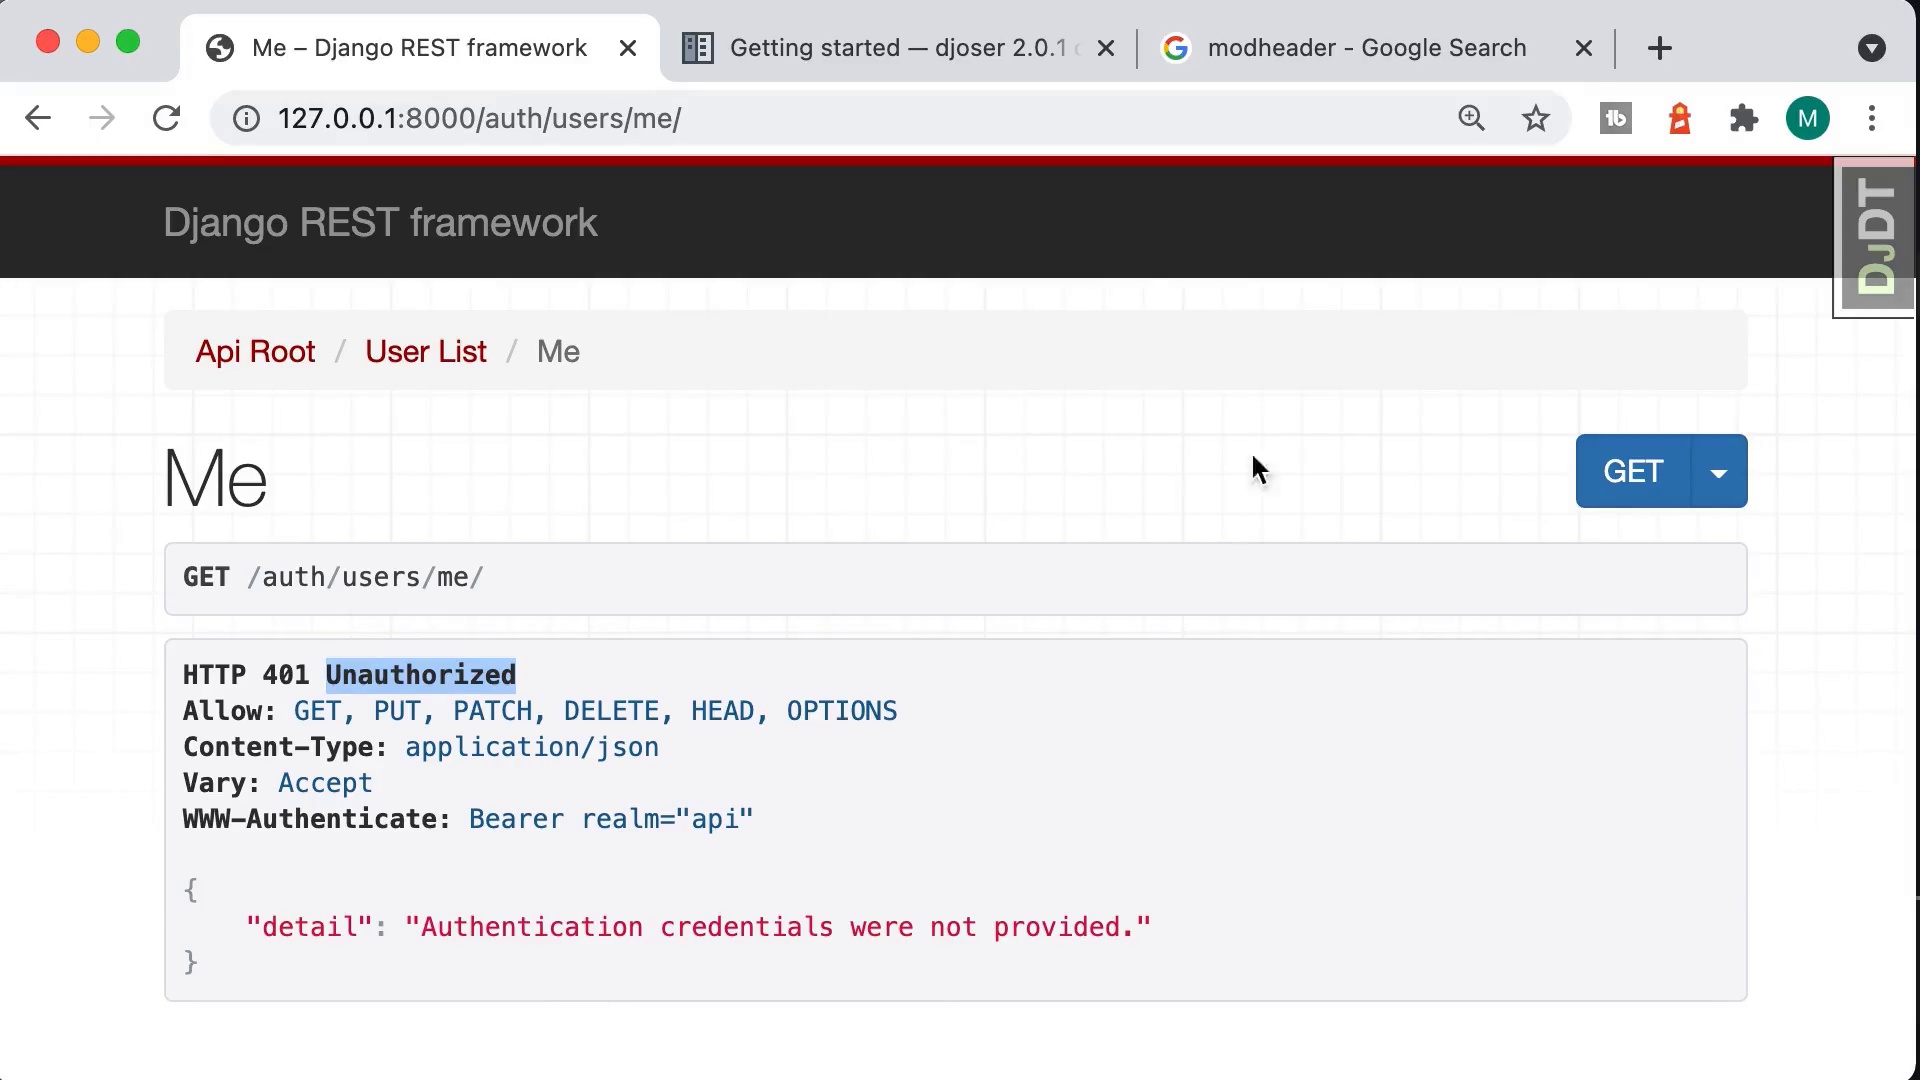 Me – Django REST framework
Getting started — djoser 2.0.1
modheader - Google Search
127.0.0.1:8000/auth/users/me/
tb
M
Django REST framework
DJDT
Api Root / User List / Me
Me
GET
GET /auth/users/me/
HTTP 401 Unauthorized
Allow: GET, PUT, PATCH, DELETE, HEAD, OPTIONS
Content-Type: application/json
Vary: Accept
WWW-Authenticate: Bearer realm="api"
{
"detail": "Authentication credentials were not provided."
}